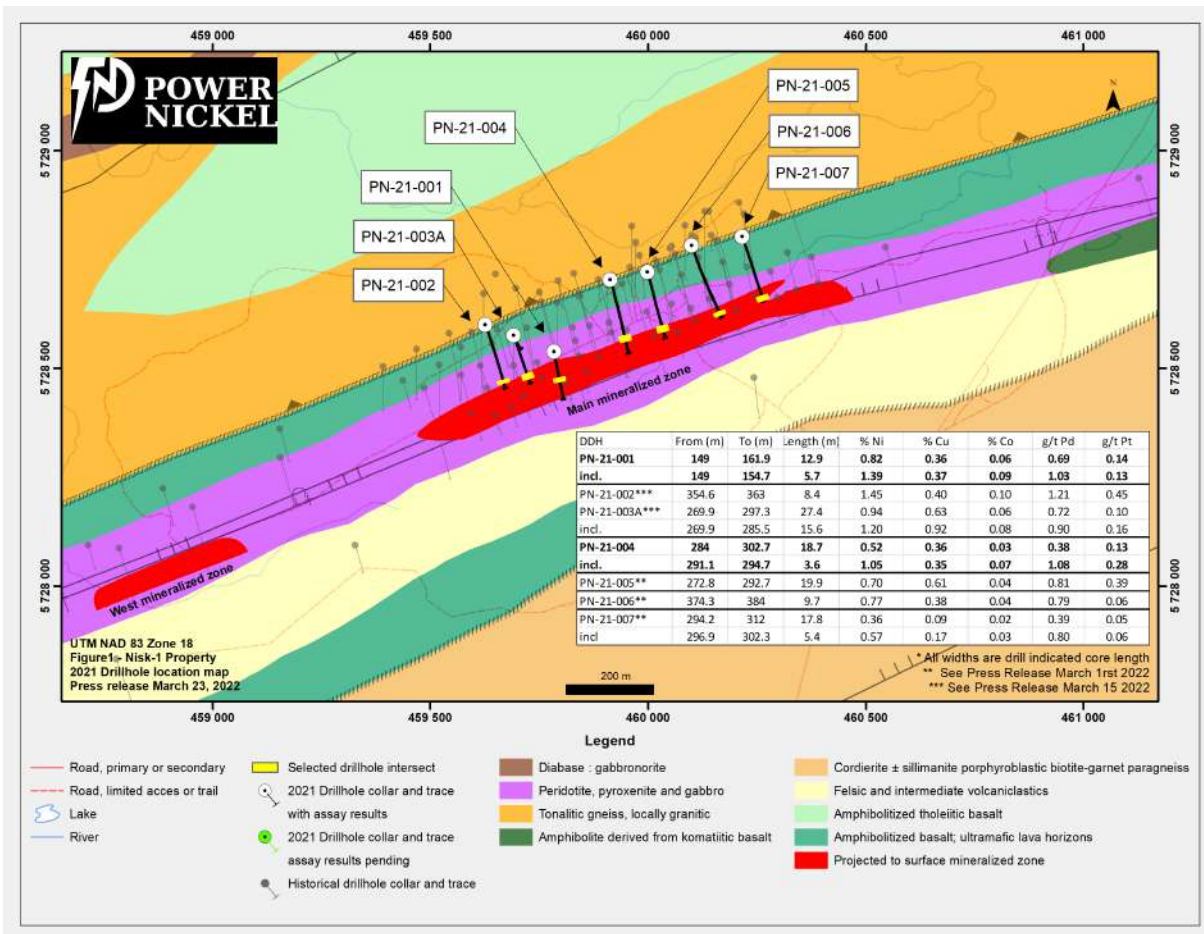 459 000 459 500 460 000 460 500 461 000
POWER
NICKEL
N
PN-21-005
PN-21-004
PN-21-006
PN-21-007
PN-21-001
PN-21-003A
PN-21-002
5 729 000
5 729 000
5 728 500
5 728 500
5 728 000
5 728 000
Main mineralized zone
West mineralized zone
DDH From (m) To (m) Length (m) % Ni % Cu % Co g/t Pd g/t Pt
PN-21-001 149 161.9 12.9 0.82 0.36 0.06 0.69 0.14
incl. 149 154.7 5.7 1.39 0.37 0.09 1.03 0.13
PN-21-002*** 354.6 363 8.4 1.45 0.40 0.10 1.21 0.45
PN-21-003A*** 269.9 297.3 27.4 0.94 0.63 0.06 0.72 0.10
incl. 269.9 285.5 15.6 1.20 0.92 0.08 0.90 0.16
PN-21-004 284 302.7 18.7 0.52 0.36 0.03 0.38 0.13
incl. 291.1 294.7 3.6 1.05 0.35 0.07 1.08 0.28
PN-21-005** 272.8 292.7 19.9 0.70 0.61 0.04 0.81 0.39
PN-21-006** 374.3 384 9.7 0.77 0.38 0.04 0.79 0.06
PN-21-007** 294.2 312 17.8 0.36 0.09 0.02 0.39 0.05
incl 296.9 302.3 5.4 0.57 0.17 0.03 0.80 0.06
* All widths are drill indicated core length
** See Press Release March 1rst 2022
*** See Press Release March 15 2022
UTM NAD 83 Zone 18
Figure1 - Nisk-1 Property
2021 Drillhole location map
Press release March 23, 2022
200 m
459 000 459 500 460 000 460 500 461 000
Legend
Road, primary or secondary
Road, limited acces or trail
Lake
River
Selected drillhole intersect
2021 Drillhole collar and trace
with assay results
2021 Drillhole collar and trace
assay results pending
Historical drillhole collar and trace
Diabase : gabbronorite
Peridotite, pyroxenite and gabbro
Tonalitic gneiss, locally granitic
Amphibolite derived from komatiitic basalt
Cordierite ± sillimanite porphyroblastic biotite-garnet paragneiss
Felsic and intermediate volcaniclastics
Amphibolitized tholeiitic basalt
Amphibolitized basalt; ultramafic lava horizons
Projected to surface mineralized zone